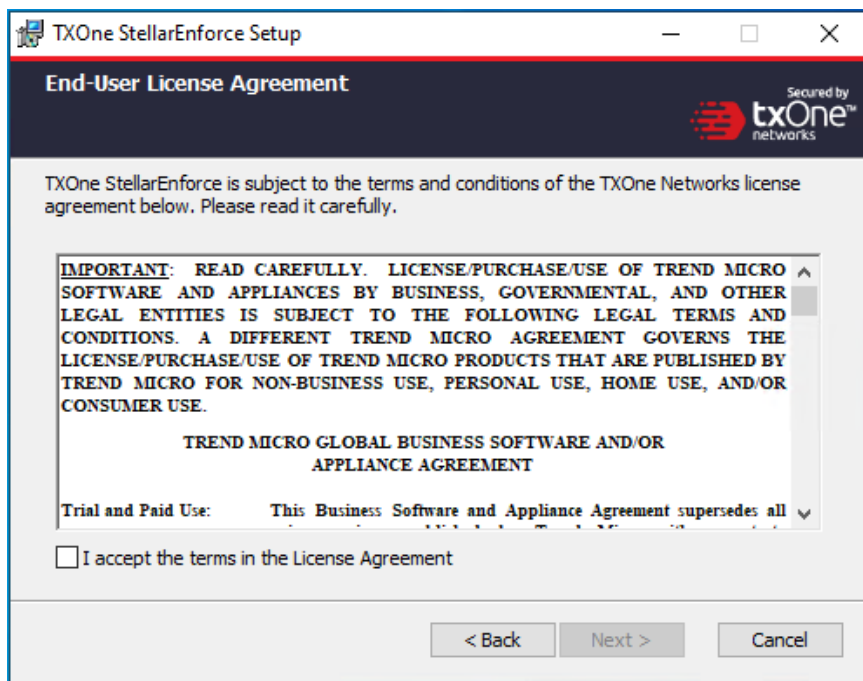 TXOne StellarEnforce Setup
End-User License Agreement
Secured by
txOne™
networks
TXOne StellarEnforce is subject to the terms and conditions of the TXOne Networks license
agreement below. Please read it carefully.
IMPORTANT: READ CAREFULLY. LICENSE/PURCHASE/USE OF TREND MICRO
SOFTWARE AND APPLIANCES BY BUSINESS, GOVERNMENTAL, AND OTHER
LEGAL ENTITIES IS SUBJECT TO THE FOLLOWING LEGAL TERMS AND
CONDITIONS. A DIFFERENT TREND MICRO AGREEMENT GOVERNS THE
LICENSE/PURCHASE/USE OF TREND MICRO PRODUCTS THAT ARE PUBLISHED BY
TREND MICRO FOR NON-BUSINESS USE, PERSONAL USE, HOME USE, AND/OR
CONSUMER USE.
TREND MICRO GLOBAL BUSINESS SOFTWARE AND/OR
APPLIANCE AGREEMENT
Trial and Paid Use: This Business Software and Appliance Agreement supersedes all
I accept the terms in the License Agreement
< Back
Next >
Cancel